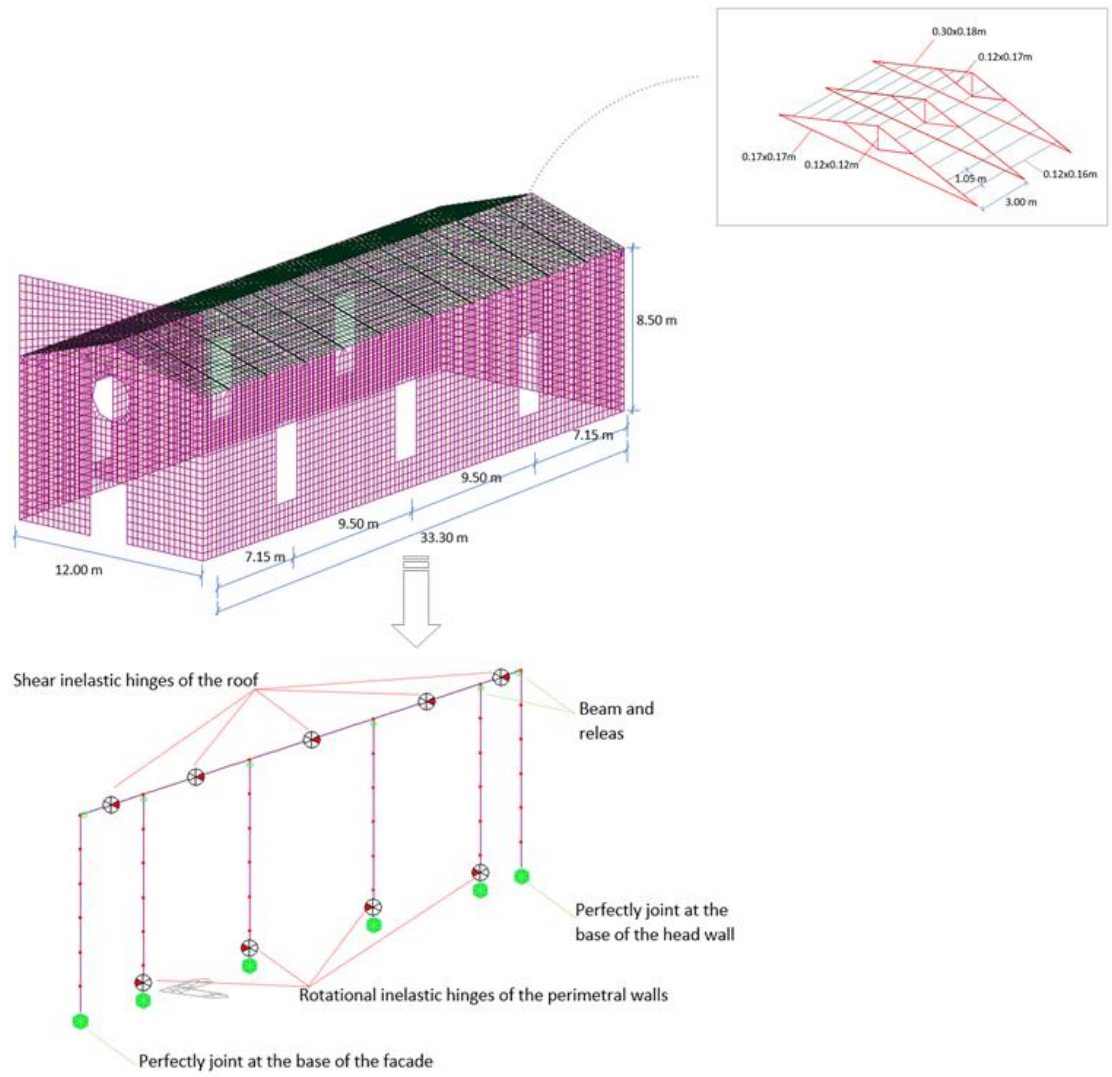 0.30x0.18m
0.12x0.17m
0.17x0.17m
0.12x0.12m
1.05 m
0.12x0.16m
3.00 m
8.50 m
7.15 m
9.50 m
9.50 m
33.30 m
7.15 m
12.00 m
Shear inelastic hinges of the roof
Beam and
releas
Perfectly joint at the
base of the head wall
Rotational inelastic hinges of the perimetral walls
Perfectly joint at the base of the facade